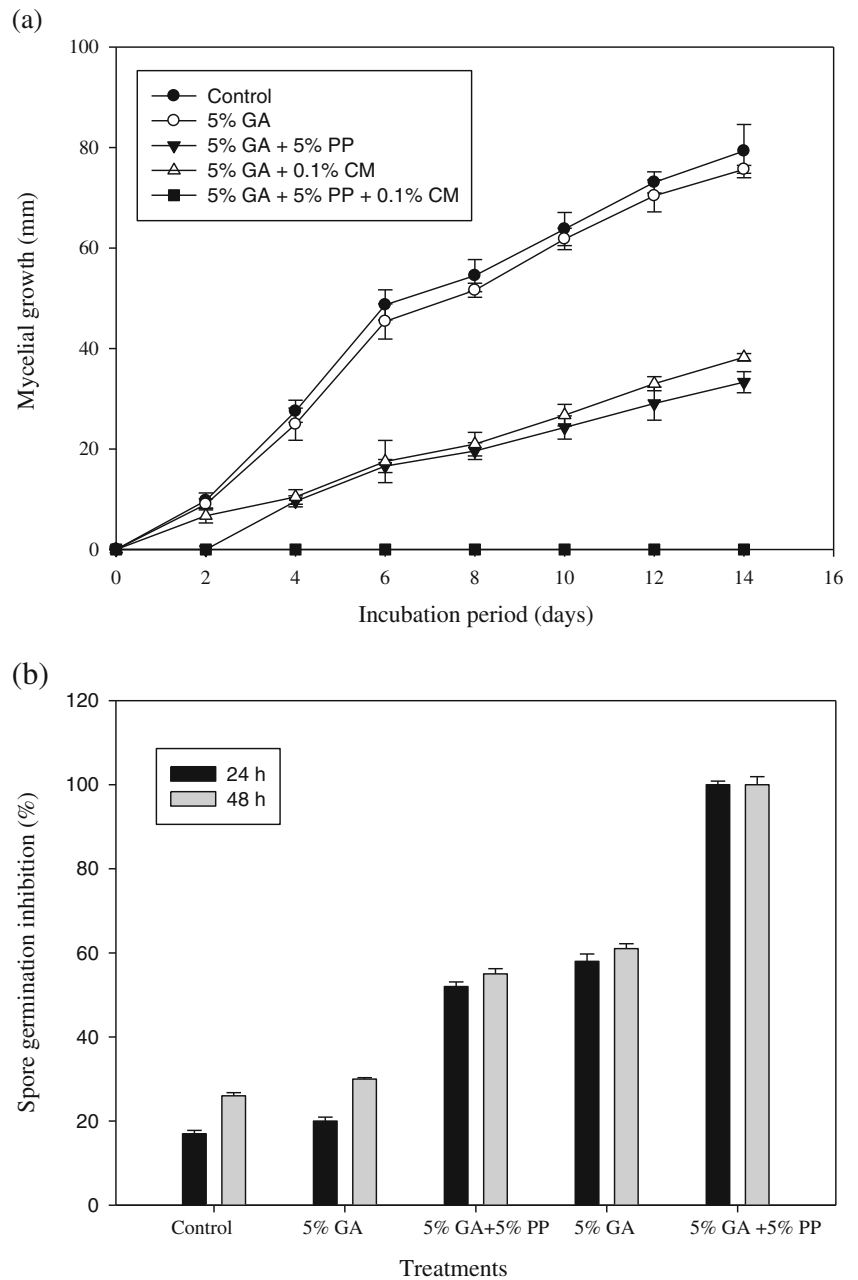 (a)
100
80
60
40
20
0
Mycelial growth (mm)
Control
5% GA
5% GA + 5% PP
5% GA + 0.1% CM
5% GA + 5% PP + 0.1% CM
0 2 4 6 8 10 12 14 16
Incubation period (days)
(b)
120
100
80
60
40
20
0
Spore germination inhibition (%)
24 h
48 h
Control 5% GA 5% GA+5% PP 5% GA 5% GA +5% PP
Treatments